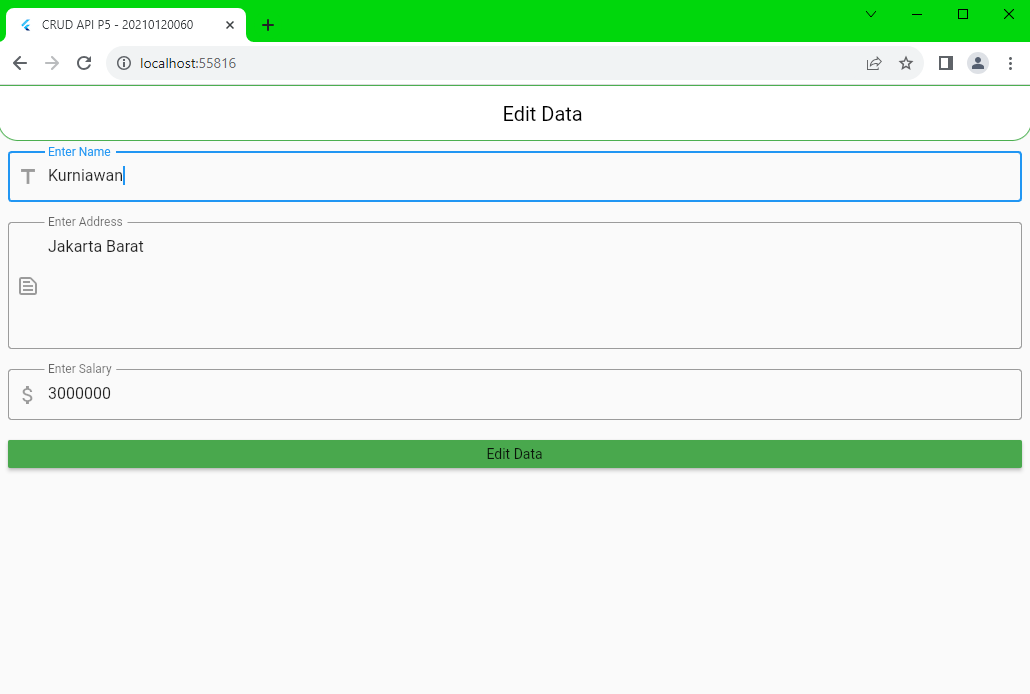 CRUD API P5 - 20210120060
localhost:55816
Edit Data
Enter Name
Kurniawan
Enter Address
Jakarta Barat
Enter Salary
$ 3000000
Edit Data